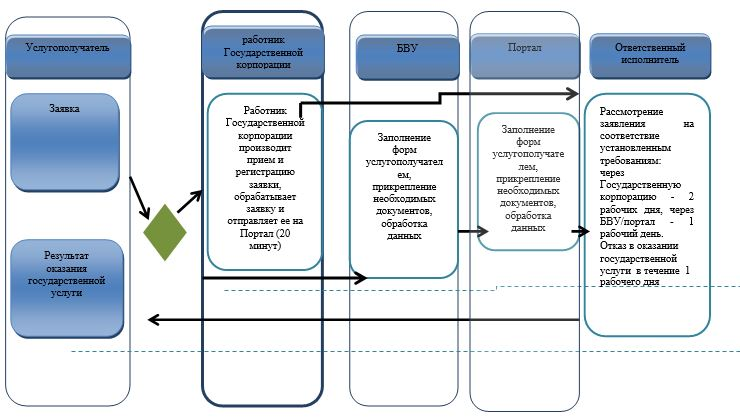 Услугополучатель
Заявка
Результат
оказания
государственной
услуги
работник
Государственной
корпорации
Работник
Государственной
корпорации
производит
прием и
регистрацию
заявки,
обрабатывает
заявку и
отправляет ее на
Портал (20
минут)
БВУ
Заполнение
форм
услугополучател
ем,
прикрепление
необходимых
документов,
обработка
данных
Портал
Заполнение
форм
услугополучате
лем,
прикрепление
необходимых
документов,
обработка
данных
Ответственный
исполнитель
Рассмотрение
заявления на
соответствие
установленным
требованиям:
через
Государственную
корпорацию - 2
рабочих дня, через
БВУ/портал - 1
рабочий день.
Отказ в оказании
государственной
услуги в течение 1
рабочего дня